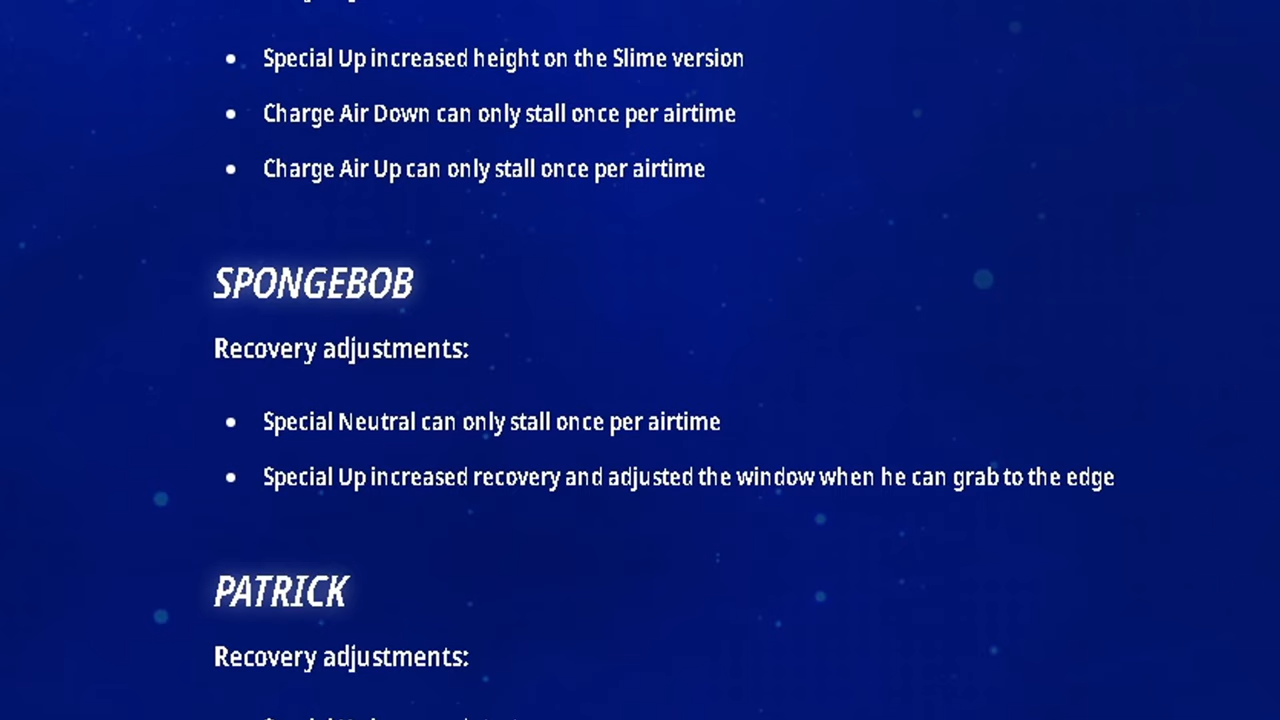 Special Up increased height on the Slime version
Charge Air Down can only stall once per airtime
Charge Air Up can only stall once per airtime
SPONGEBOB
Recovery adjustments:
Special Neutral can only stall once per airtime
Special Up increased recovery and adjusted the window when he can grab to the edge
PATRICK
Recovery adjustments: